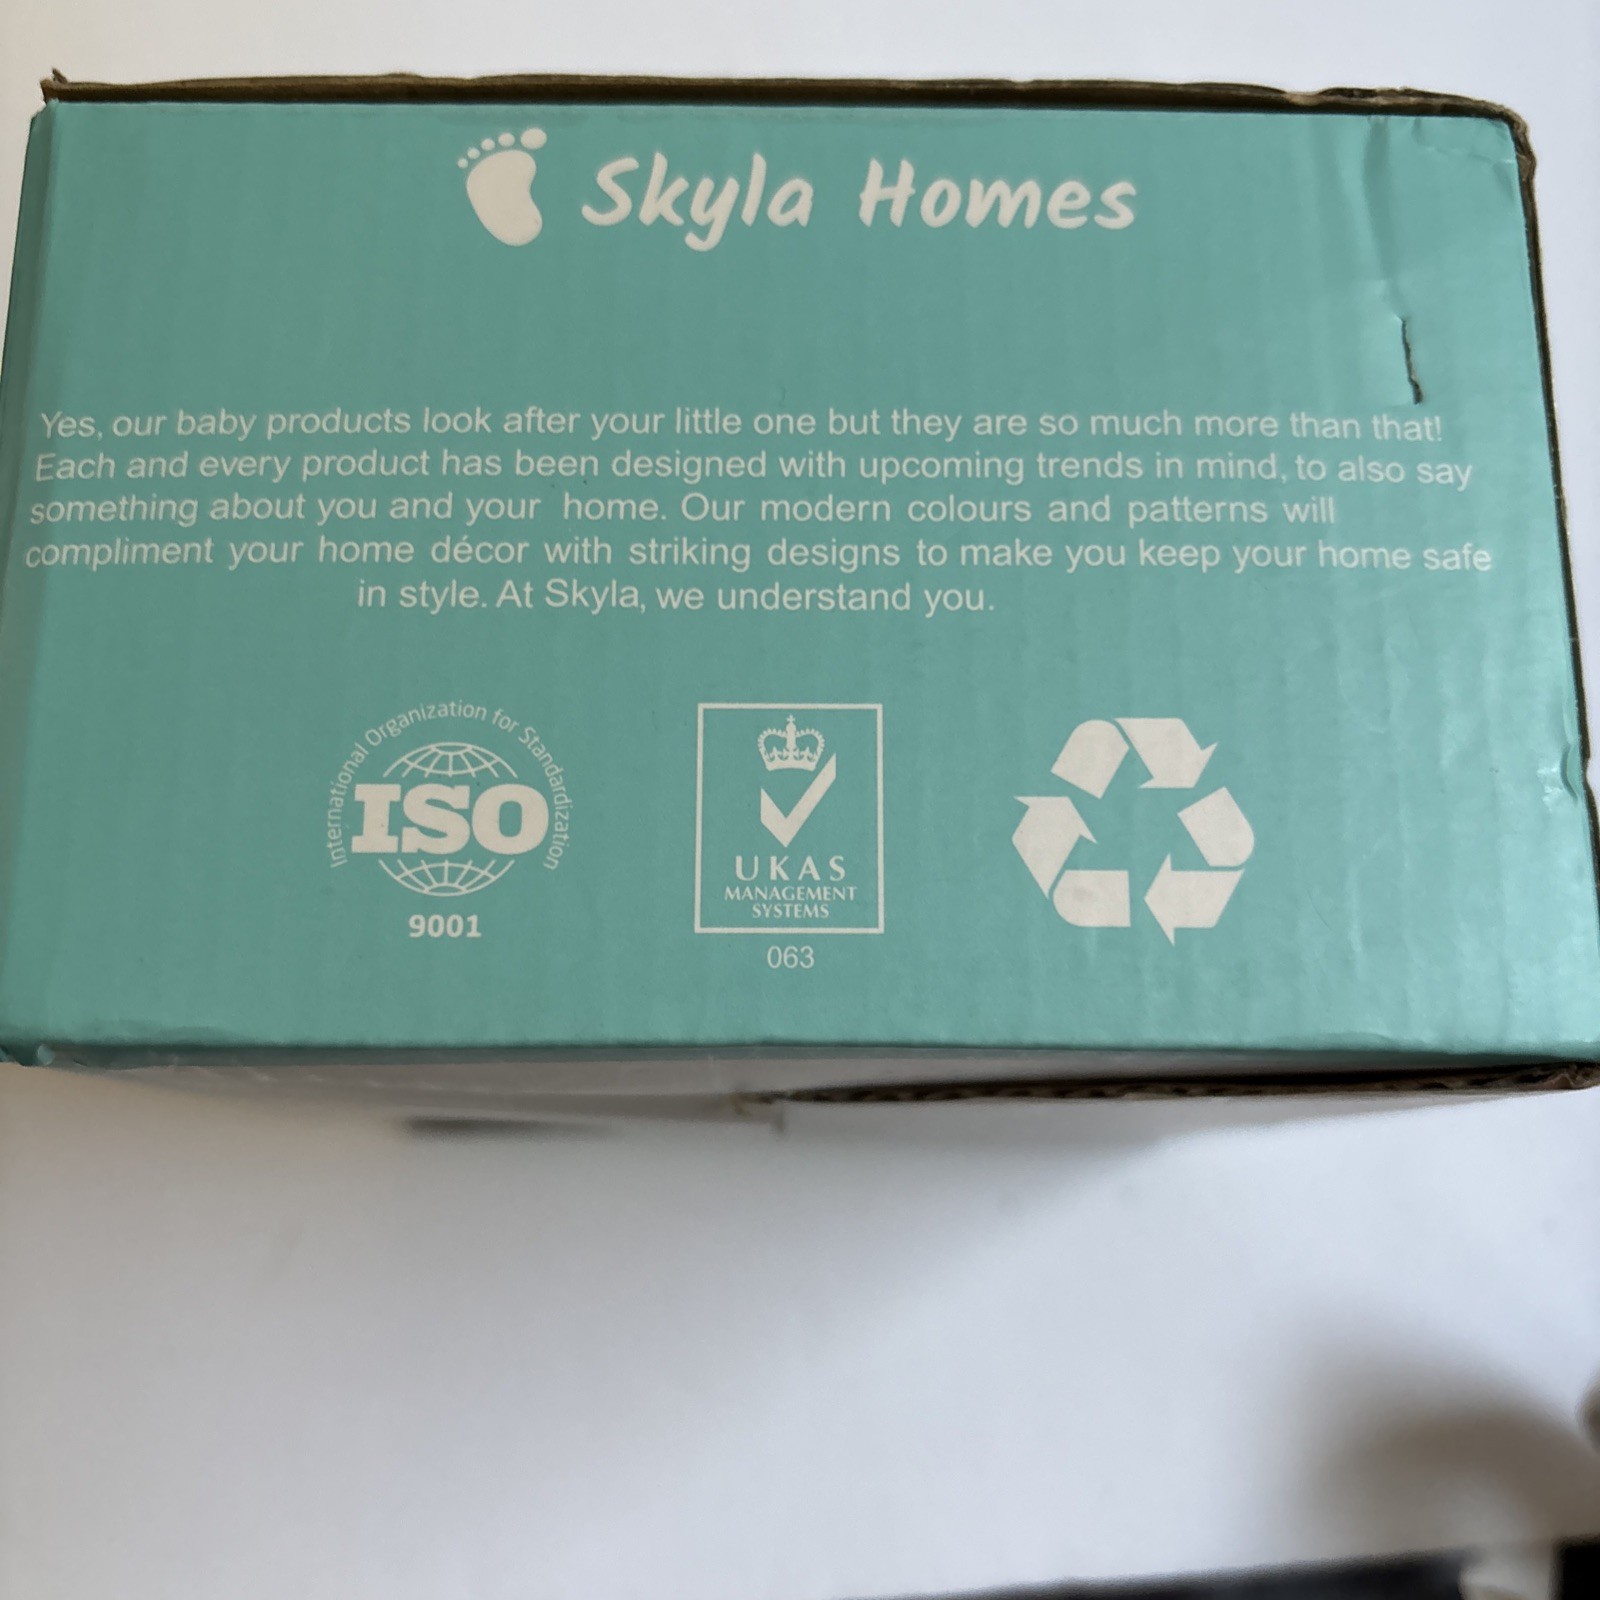 Skyla Homes
Yes, our baby products look after your little one but they are so much more than that!
Each and every product has been designed with upcoming trends in mind, to also say
something about you and your home. Our modern colours and patterns will
compliment your home décor with striking designs to make you keep your home safe
in style. At Skyla, we understand you.
International Organization for Standardization
ISO
9001
UKAS
MANAGEMENT
SYSTEMS
063